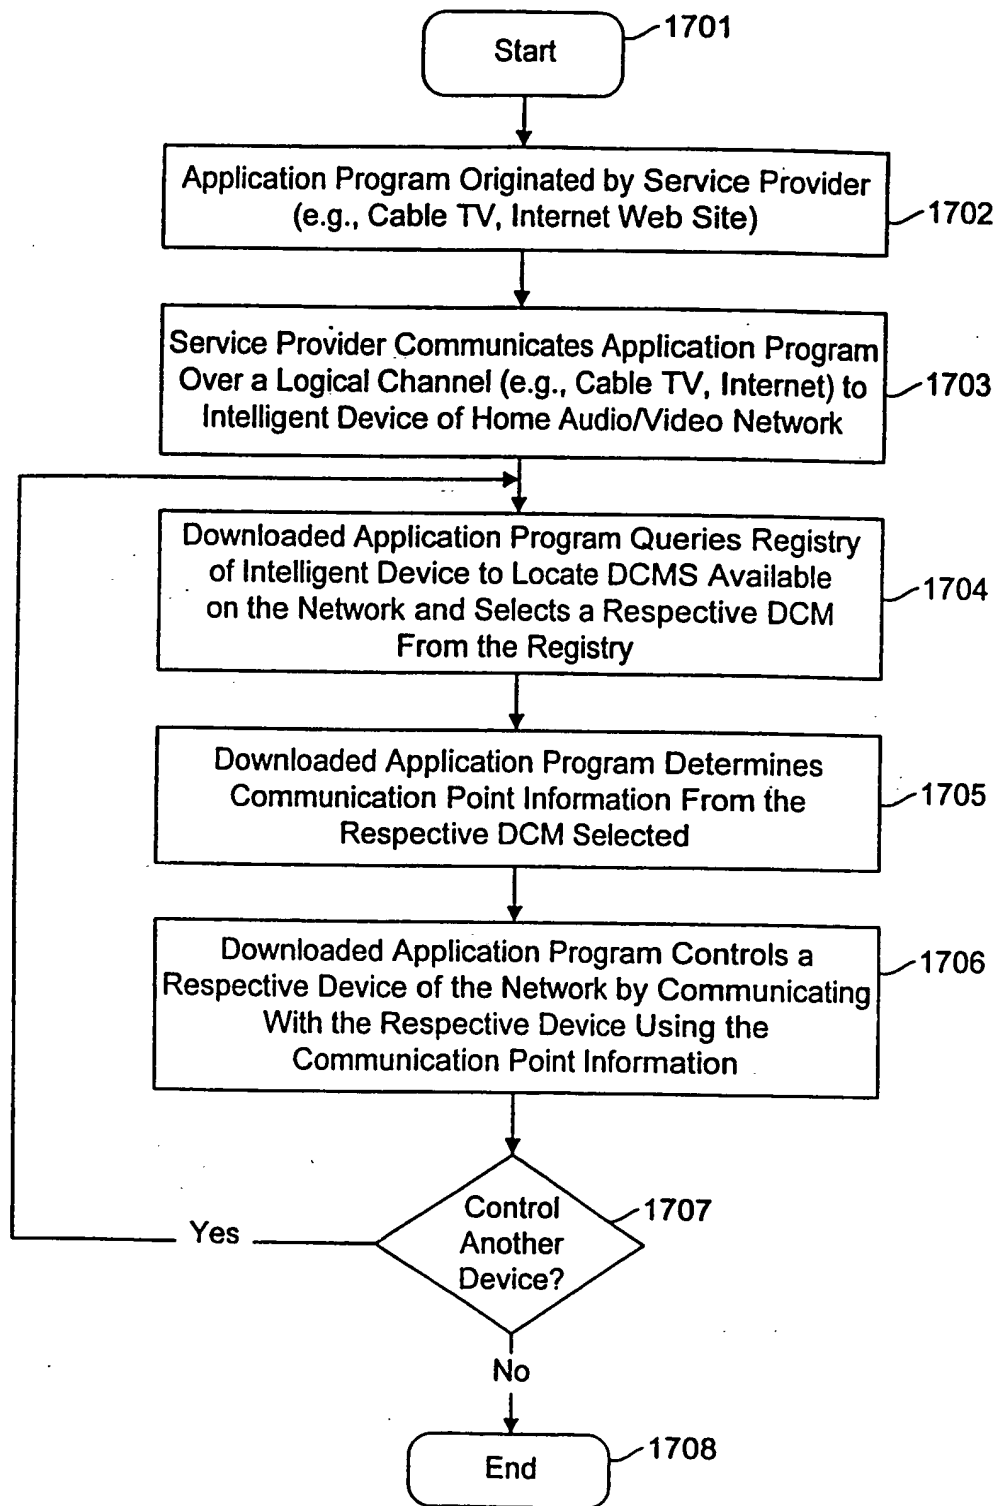 Start
1701
Application Program Originated by Service Provider
(e.g., Cable TV, Internet Web Site)
1702
Service Provider Communicates Application Program
Over a Logical Channel (e.g., Cable TV, Internet) to
Intelligent Device of Home Audio/Video Network
1703
Downloaded Application Program Queries Registry
of Intelligent Device to Locate DCMS Available
on the Network and Selects a Respective DCM
From the Registry
1704
Downloaded Application Program Determines
Communication Point Information From the
Respective DCM Selected
1705
Downloaded Application Program Controls a
Respective Device of the Network by Communicating
With the Respective Device Using the
Communication Point Information
1706
Control
Another
Device?
1707
Yes
No
End
1708